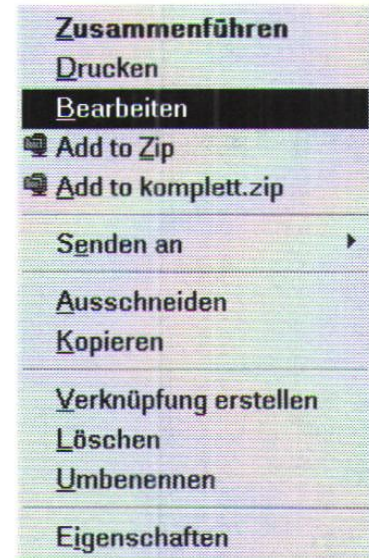 Zusammenführen
Drucken
Bearbeiten
Add to Zip
Add to komplett.zip
Senden an
Ausschneiden
Kopieren
Verknüpfung erstellen
Löschen
Umbenennen
Eigenschaften